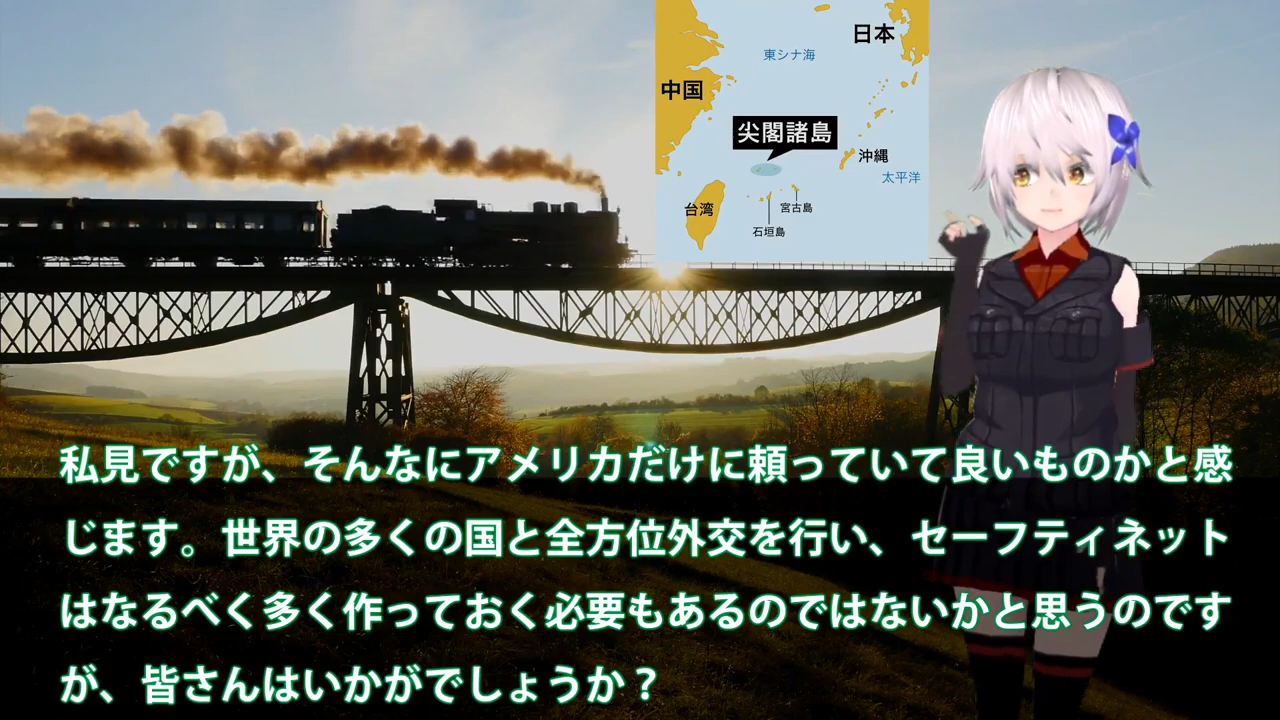 日本
東シナ海
中国
尖閣諸島
沖縄
太平洋
台湾
宮古島
石垣島
私見ですが、そんなにアメリカだけに頼っていて良いものかと感
じます。世界の多くの国と全方位外交を行い、セーフティネット
はなるべく多く作っておく必要もあるのではないかと思うのです
が、皆さんはいかがでしょうか？